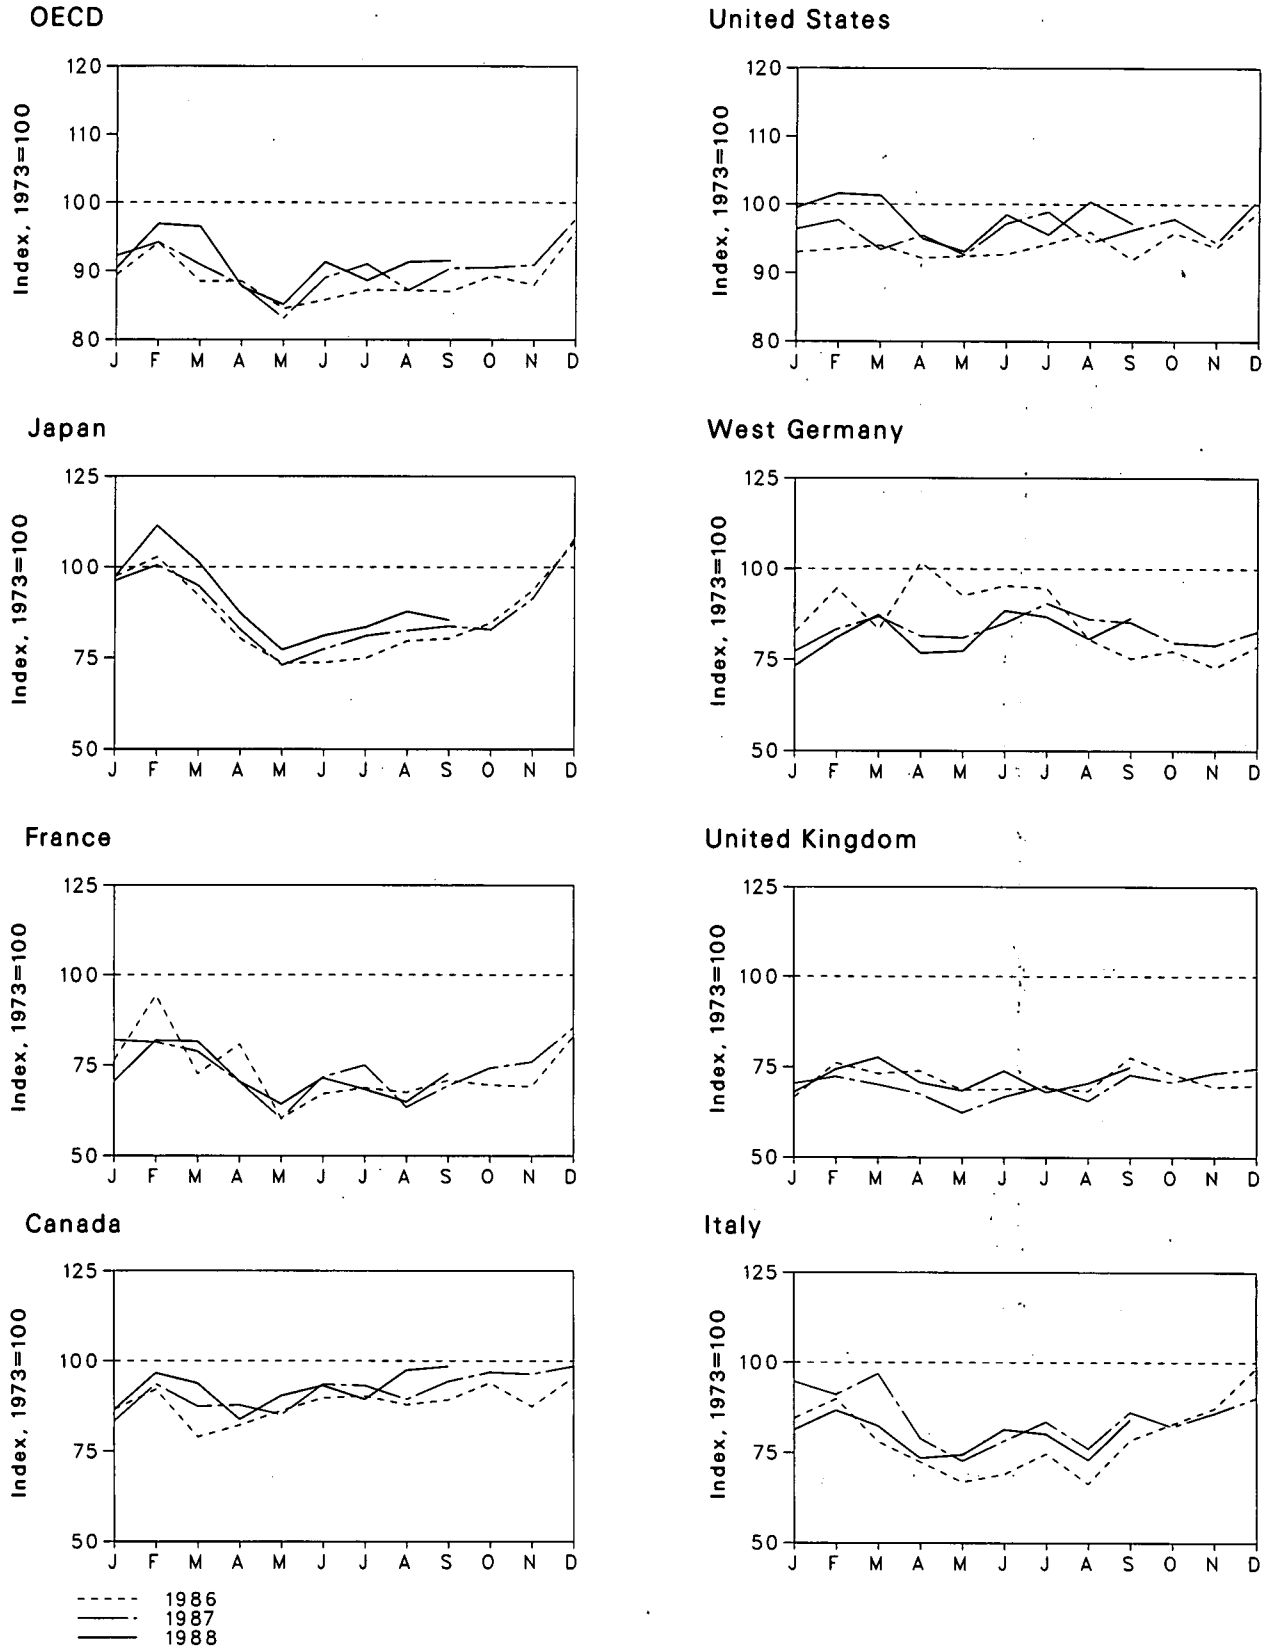 OECD
Index, 1973=100
120
110
100
90
80
J F M A M J J A S O N D
United States
Index, 1973=100
120
110
100
90
80
J F M A M J J A S O N D
Japan
Index, 1973=100
125
100
75
50
J F M A M J J A S O N D
West Germany
Index, 1973=100
125
100
75
50
J F M A M J J A S O N D
France
Index, 1973=100
125
100
75
50
J F M A M J J A S O N D
United Kingdom
Index, 1973=100
125
100
75
50
J F M A M J J A S O N D
Canada
Index, 1973=100
125
100
75
50
J F M A M J J A S O N D
Italy
Index, 1973=100
125
100
75
50
J F M A M J J A S O N D
1986
1987
1988